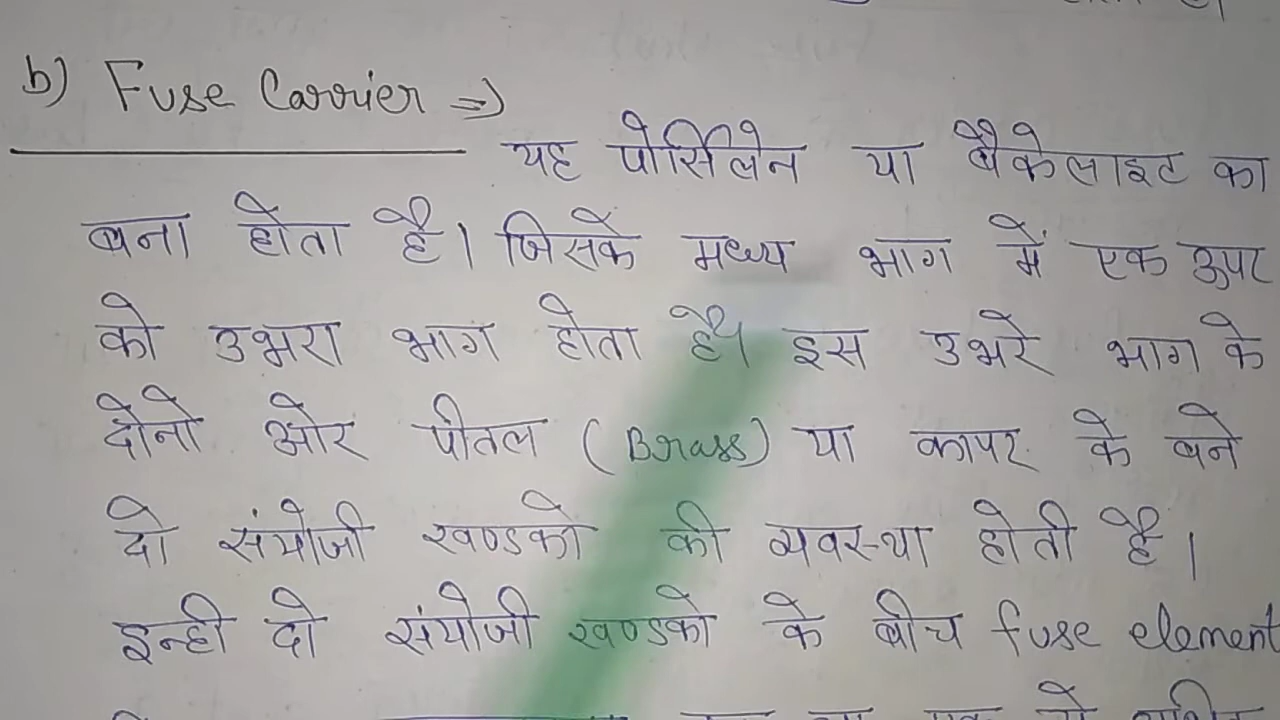 b) Fuse Carrier ⇒
यह पोर्सिलेन या बैकेलाइट का
बना होता है। जिसके मध्य भाग में एक ऊपर
को उभरा भाग होता है। इस उभरे भाग के
दोनो ओर पीतल (Brass) या कापर के बने
दो संयोजी खण्डको की व्यवस्था होती है।
इन्ही दो संयोजी खण्डको के बीच fuse element